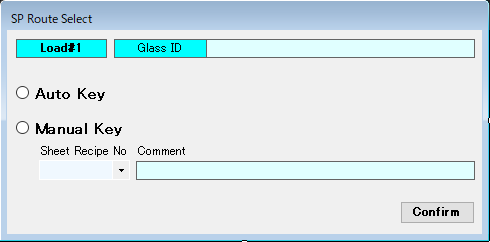 SP Route Select
Load#1 Glass ID
Auto Key
Manual Key
Sheet Recipe No Comment
Confirm